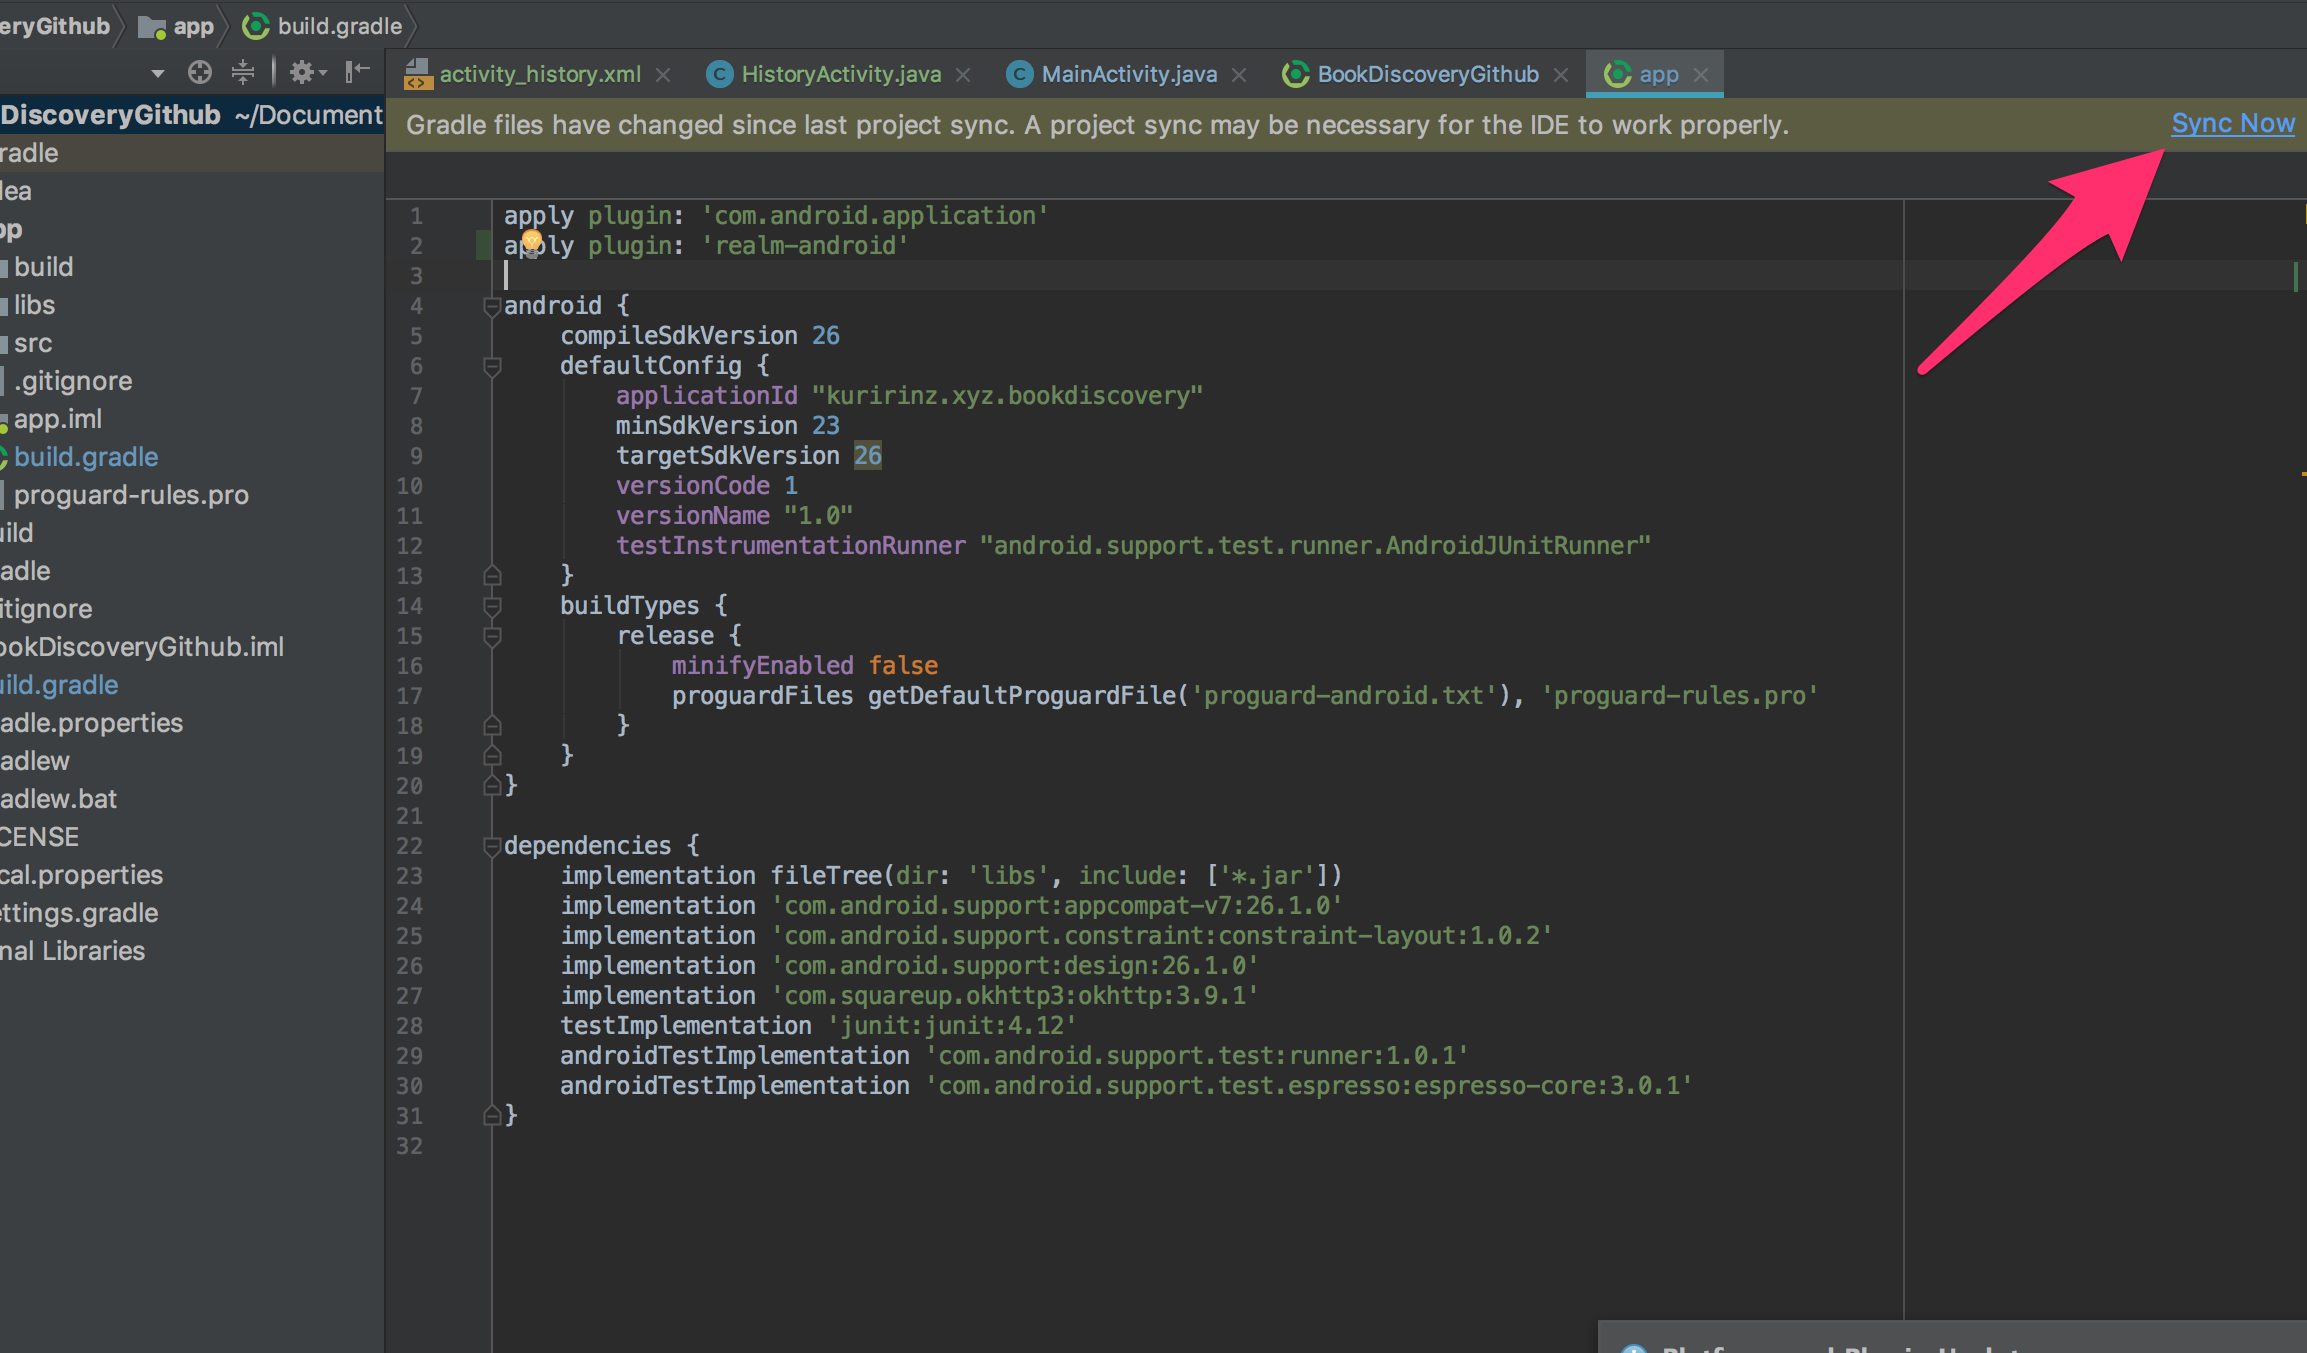 eryGithub app build.gradle
activity_history.xml HistoryActivity.java MainActivity.java BookDiscoveryGithub app
DiscoveryGithub ~/Document
Gradle files have changed since last project sync. A project sync may be necessary for the IDE to work properly. Sync Now
radle
lea
pp
build
libs
src
.gitignore
app.iml
build.gradle
proguard-rules.pro
uild
adle
itignore
ookDiscoveryGithub.iml
uild.gradle
adle.properties
adlew
adlew.bat
CENSE
cal.properties
ettings.gradle
nal Libraries
1 apply plugin: 'com.android.application'
2 apply plugin: 'realm-android'
3
4 android {
5 compileSdkVersion 26
6 defaultConfig {
7 applicationId "kuririnz.xyz.bookdiscovery"
8 minSdkVersion 23
9 targetSdkVersion 26
10 versionCode 1
11 versionName "1.0"
12 testInstrumentationRunner "android.support.test.runner.AndroidJUnitRunner"
13 }
14 buildTypes {
15 release {
16 minifyEnabled false
17 proguardFiles getDefaultProguardFile('proguard-android.txt'), 'proguard-rules.pro'
18 }
19 }
20 }
21
22 dependencies {
23 implementation fileTree(dir: 'libs', include: ['*.jar'])
24 implementation 'com.android.support:appcompat-v7:26.1.0'
25 implementation 'com.android.support.constraint:constraint-layout:1.0.2'
26 implementation 'com.android.support:design:26.1.0'
27 implementation 'com.squareup.okhttp3:okhttp:3.9.1'
28 testImplementation 'junit:junit:4.12'
29 androidTestImplementation 'com.android.support.test:runner:1.0.1'
30 androidTestImplementation 'com.android.support.test.espresso:espresso-core:3.0.1'
31 }
32